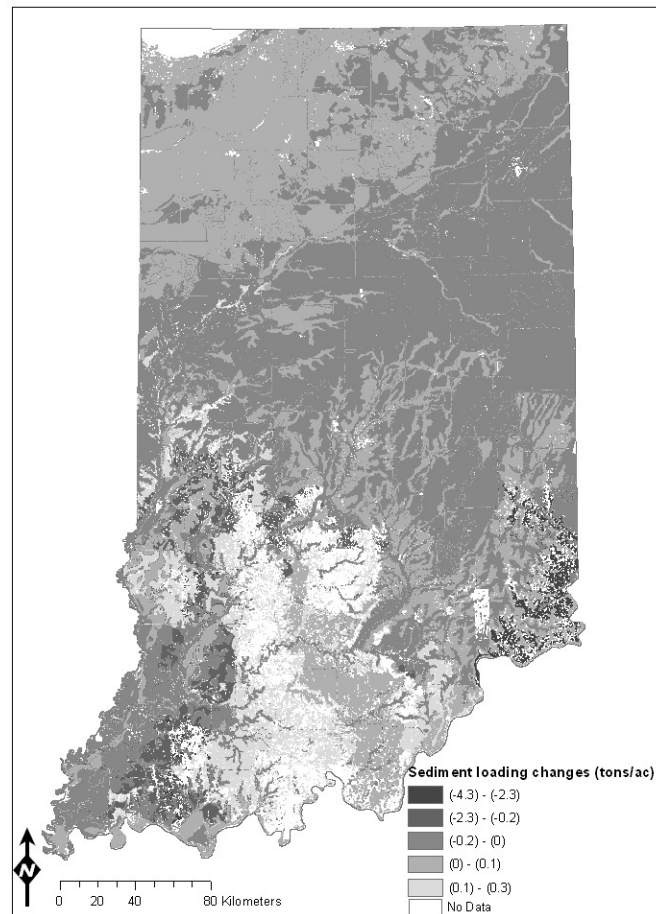 Sediment loading changes (tons/ac)
(-4.3) - (-2.3)
(-2.3) - (-0.2)
(-0.2) - (0)
(0) - (0.1)
(0.1) - (0.3)
No Data
N
0 20 40 80 Kilometers